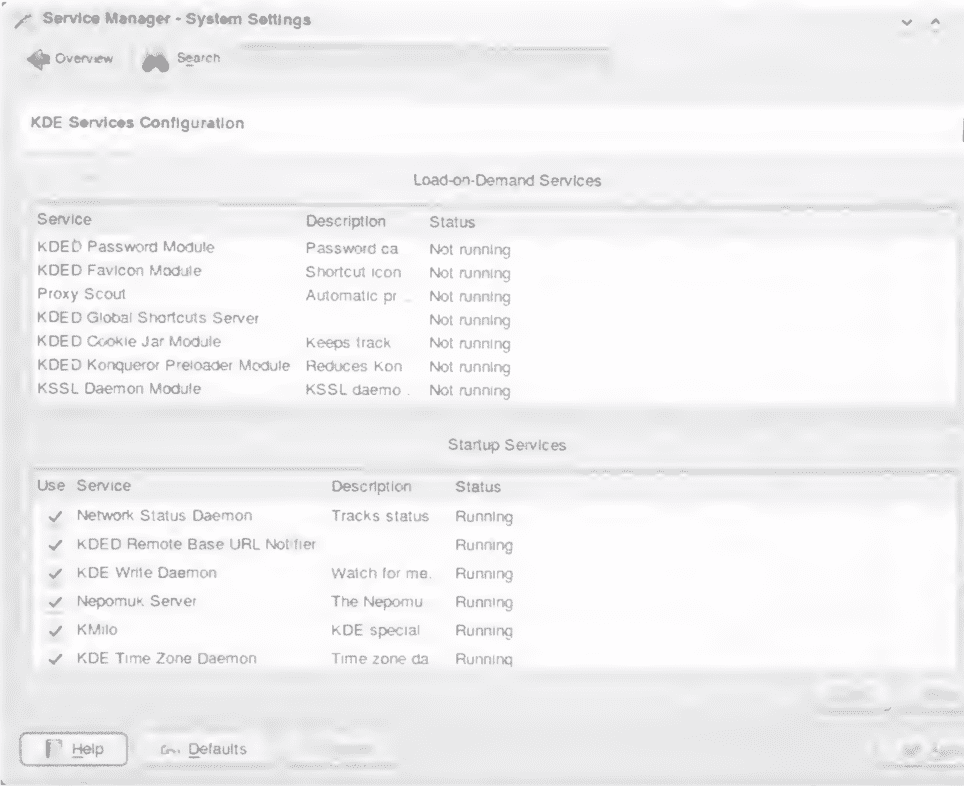 Service Manager - System Settings
Overview Search
KDE Services Configuration
Load-on-Demand Services
Service Description Status
KDED Password Module Password ca Not running
KDED Favicon Module Shortcut icon Not running
Proxy Scout Automatic pr .. Not running
KDED Global Shortcuts Server Not running
KDED Cookie Jar Module Keeps track Not running
KDED Konqueror Preloader Module Reduces Kon Not running
KSSL Daemon Module KSSL daemo . Not running
Startup Services
Use Service Description Status
Network Status Daemon Tracks status Running
KDED Remote Base URL Notifier Running
KDE Write Daemon Watch for me. Running
Nepomuk Server The Nepomu Running
KMilo KDE special Running
KDE Time Zone Daemon Time zone da Running
Help Defaults